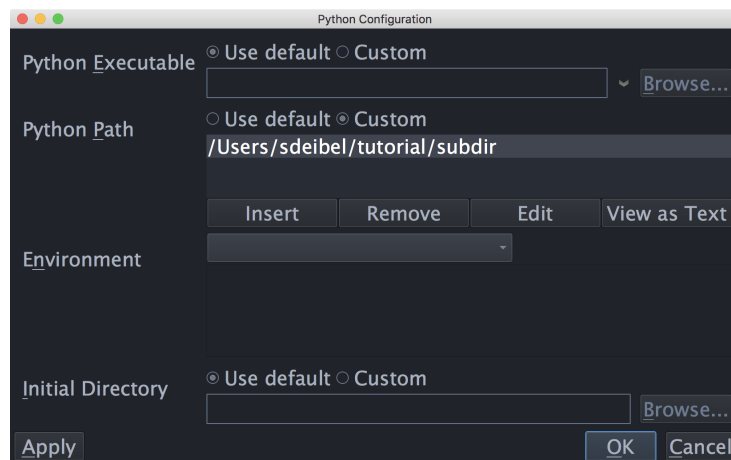 Python Configuration
Python Executable
Use default Custom
Browse...
Python Path
Use default Custom
/Users/sdeibel/tutorial/subdir
Insert Remove Edit View as Text
Environment
Initial Directory
Use default Custom
Browse...
Apply OK Cancel